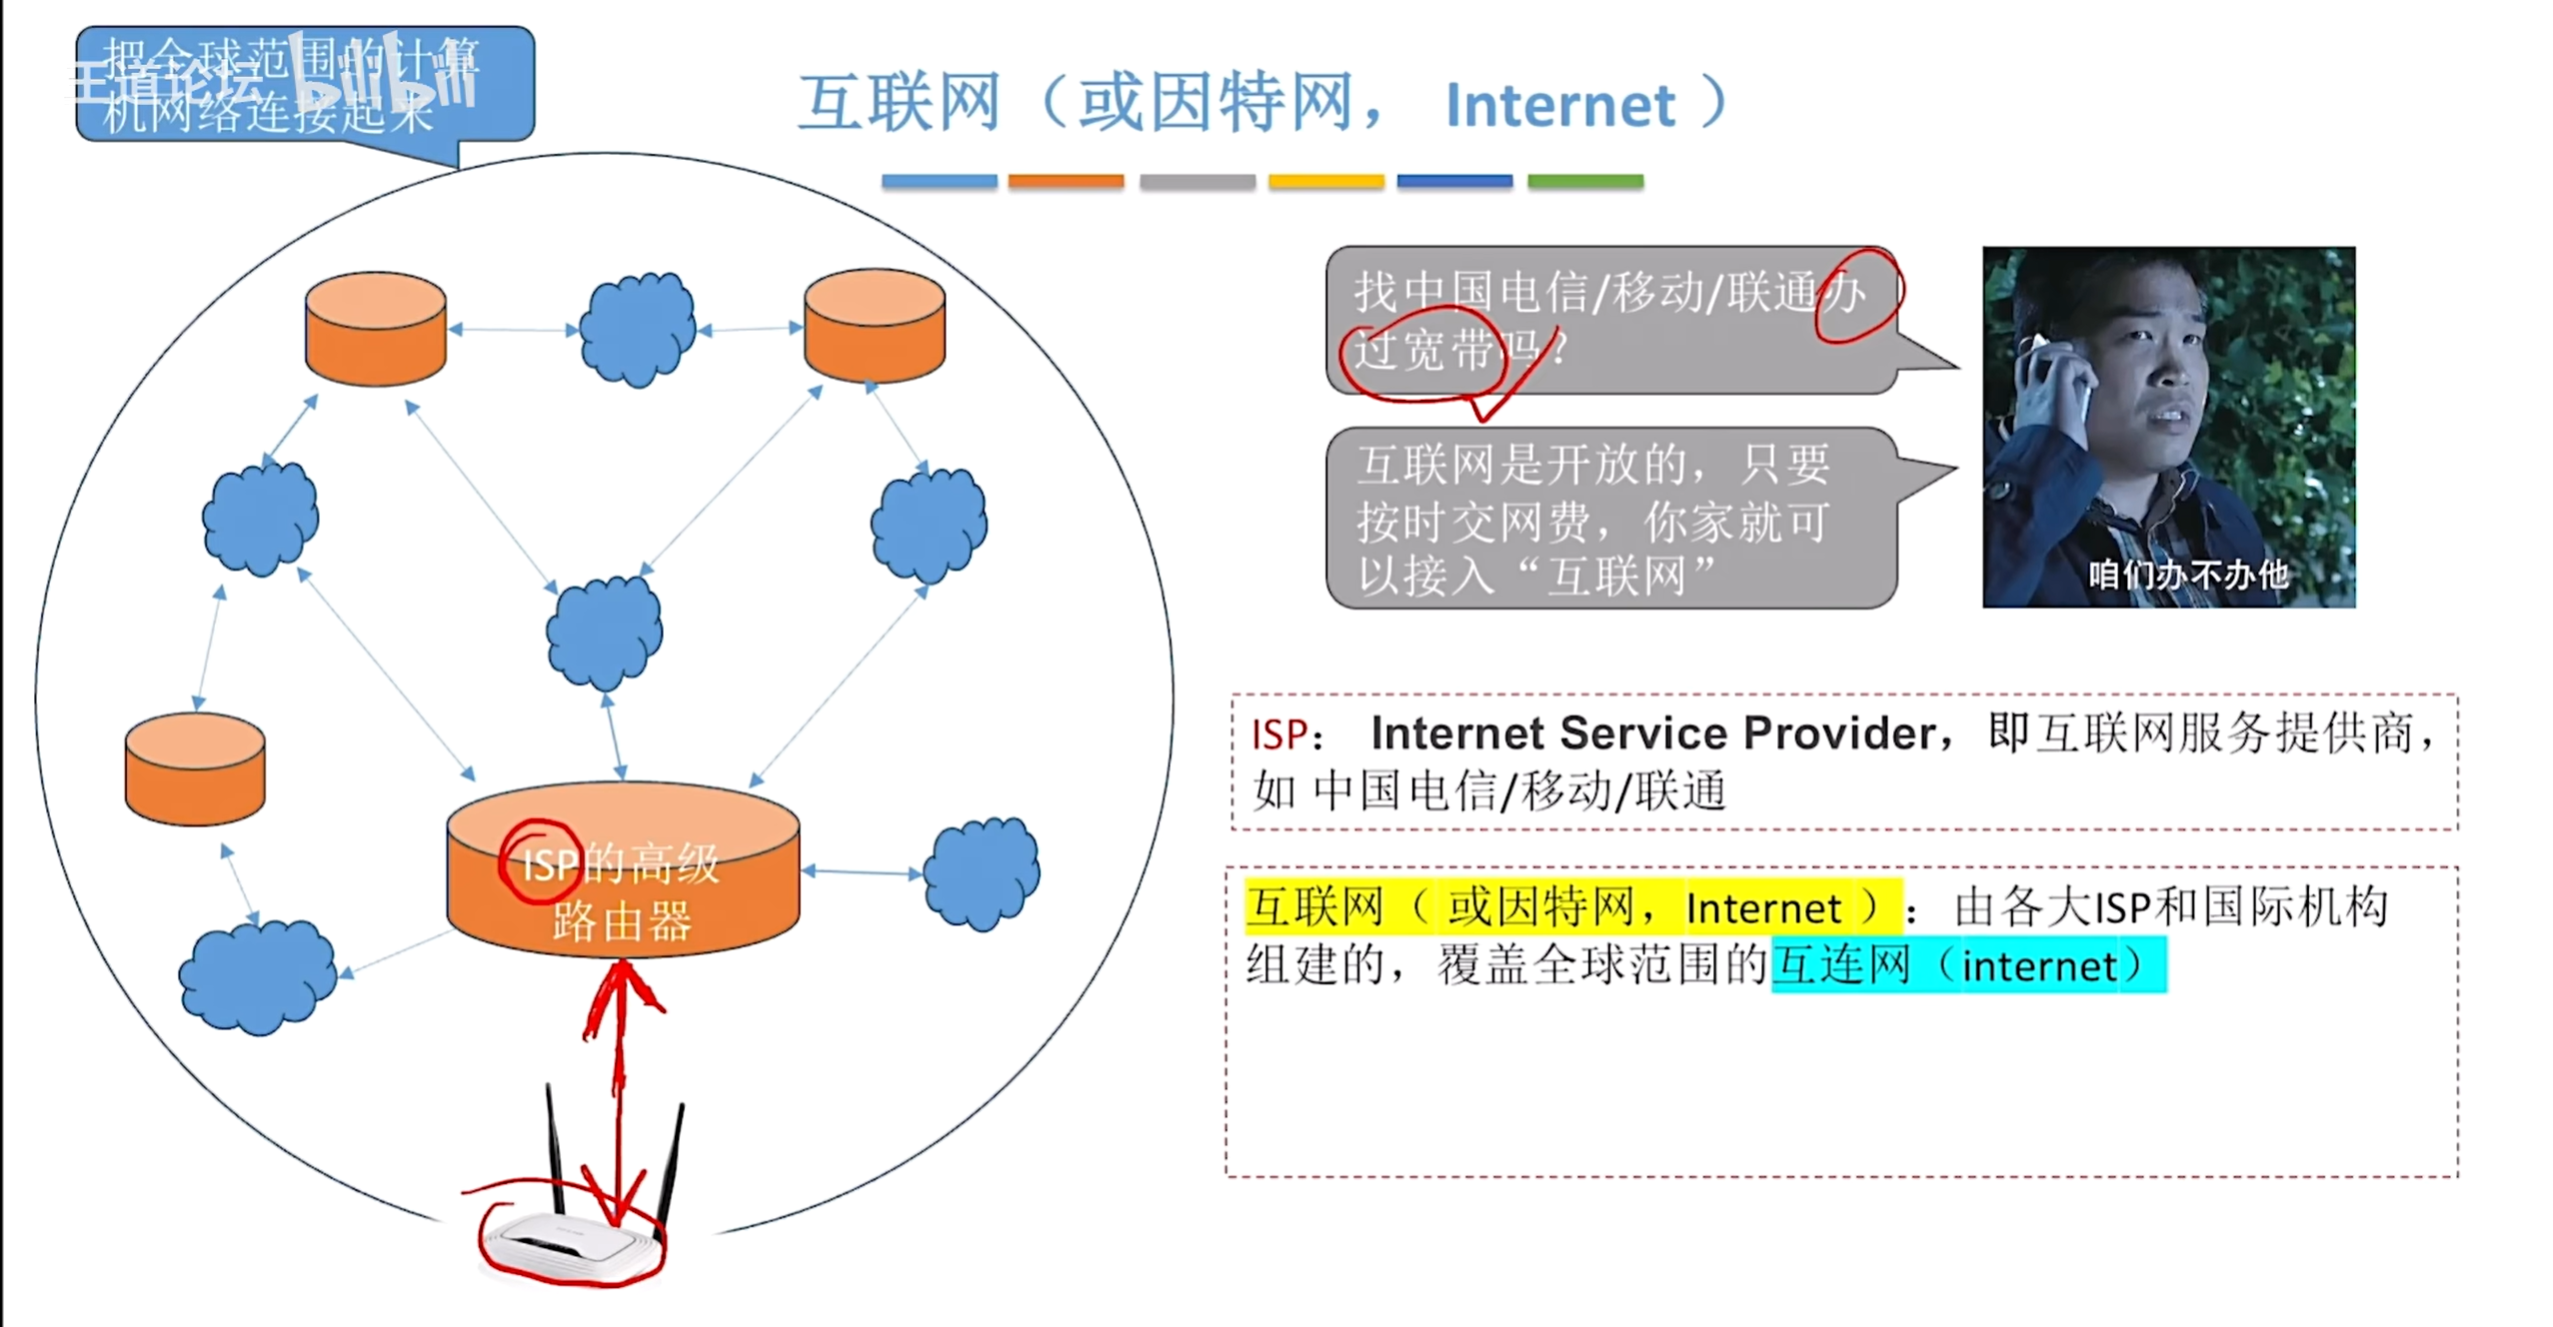 把全球范围的计算
机网络连接起来
王道论坛 bilibili
互联网（或因特网， Internet ）
找中国电信/移动/联通办
过宽带吗？
互联网是开放的，只要
按时交网费，你家就可
以接入“互联网”
咱们办不办他
ISP的高级
路由器
ISP： Internet Service Provider，即互联网服务提供商，
如 中国电信/移动/联通
互联网（ 或因特网，Internet ）：由各大ISP和国际机构
组建的，覆盖全球范围的互连网（internet）